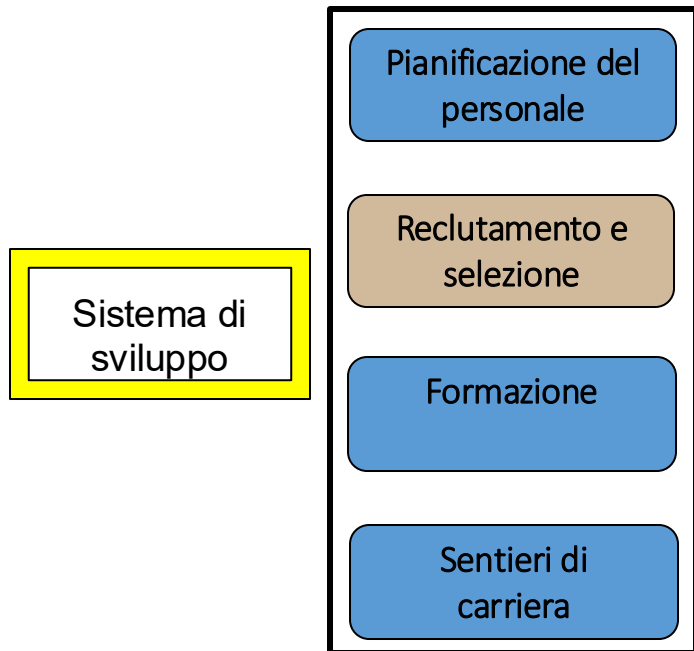 Pianificazione del
personale
Reclutamento e
selezione
Sistema di
sviluppo
Formazione
Sentieri di
carriera